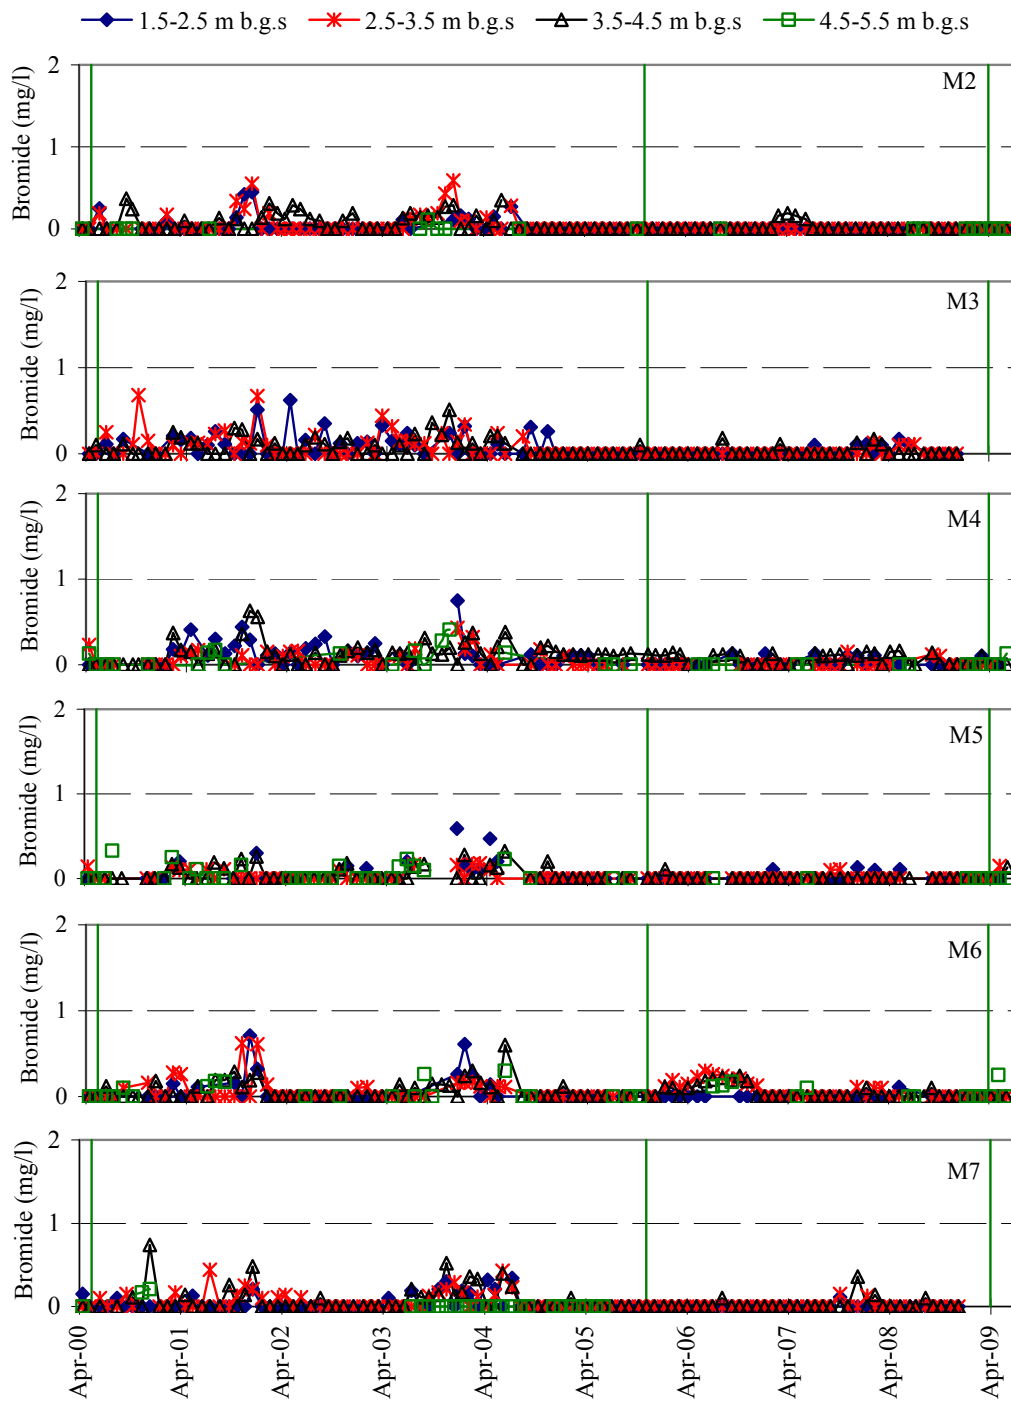 1.5-2.5 m b.g.s 2.5-3.5 m b.g.s 3.5-4.5 m b.g.s 4.5-5.5 m b.g.s
Bromide (mg/l)
2
1
0
M2
Bromide (mg/l)
2
1
0
M3
Bromide (mg/l)
2
1
0
M4
Bromide (mg/l)
2
1
0
M5
Bromide (mg/l)
2
1
0
M6
Bromide (mg/l)
2
1
0
M7
Apr-00
Apr-01
Apr-02
Apr-03
Apr-04
Apr-05
Apr-06
Apr-07
Apr-08
Apr-09